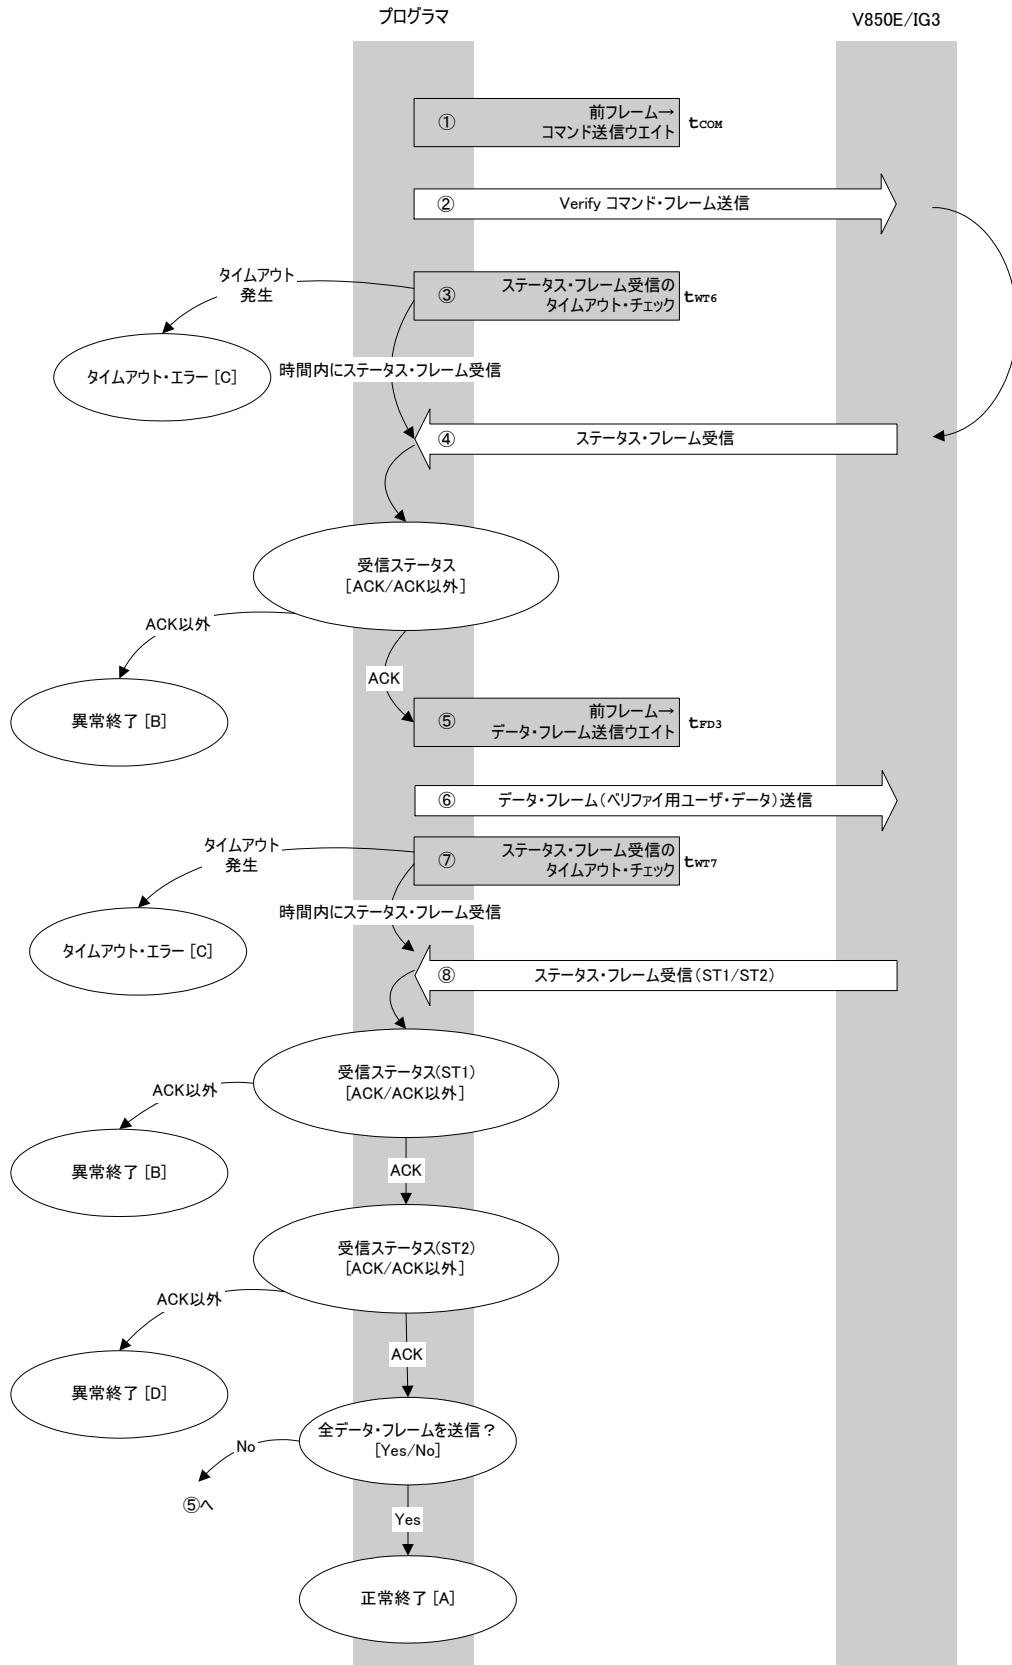 プログラマ
V850E/IG3
①
前フレーム→
コマンド送信ウエイト
tCOM
②
Verify コマンド・フレーム送信
タイムアウト
発生
③
ステータス・フレーム受信の
タイムアウト・チェック
tWT6
タイムアウト・エラー [C]
時間内にステータス・フレーム受信
④
ステータス・フレーム受信
受信ステータス
[ACK/ACK以外]
ACK以外
ACK
異常終了 [B]
⑤
前フレーム→
データ・フレーム送信ウエイト
tFD3
⑥
データ・フレーム(ベリファイ用ユーザ・データ)送信
タイムアウト
発生
⑦
ステータス・フレーム受信の
タイムアウト・チェック
tWT7
時間内にステータス・フレーム受信
タイムアウト・エラー [C]
⑧
ステータス・フレーム受信(ST1/ST2)
受信ステータス(ST1)
[ACK/ACK以外]
ACK以外
異常終了 [B]
ACK
受信ステータス(ST2)
[ACK/ACK以外]
ACK以外
ACK
異常終了 [D]
全データ・フレームを送信?
[Yes/No]
No
⑤へ
Yes
正常終了 [A]